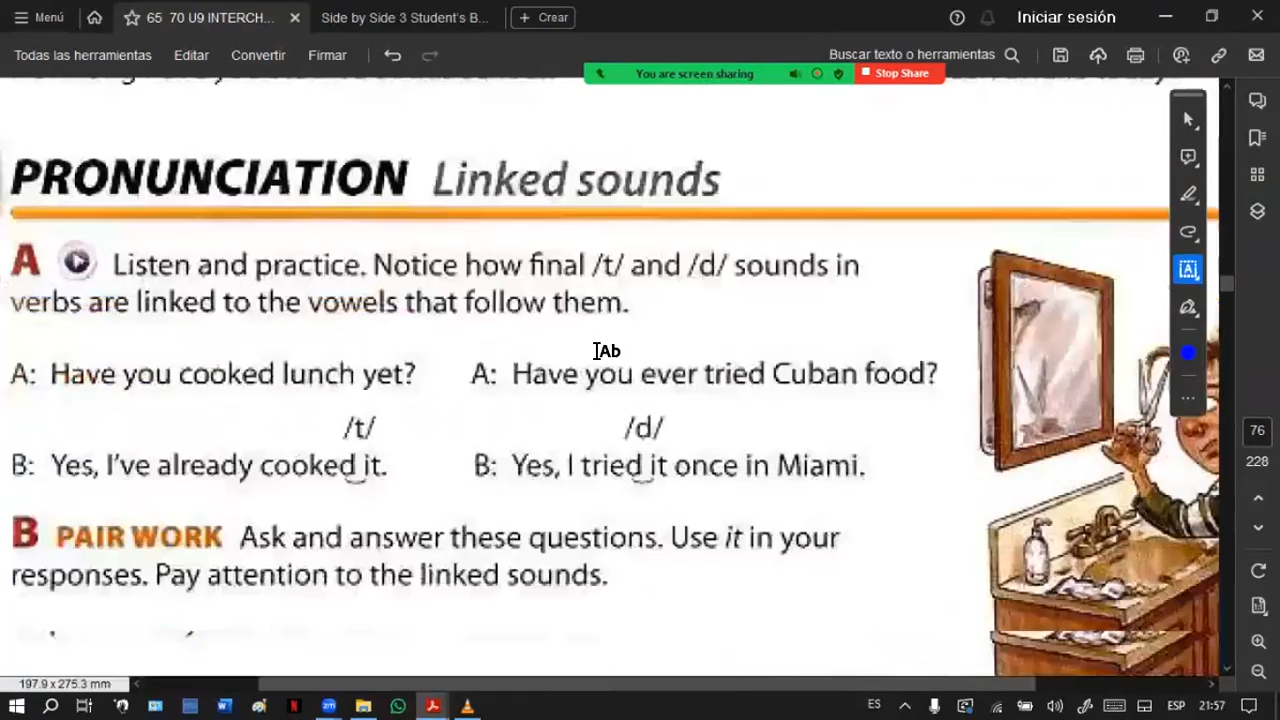 Menú
65 70 U9 INTERCH...
Side by Side 3 Student's B...
Crear
Iniciar sesión
Todas las herramientas
Editar
Convertir
Firmar
Buscar texto o herramientas
You are screen sharing
Stop Share
PRONUNCIATION Linked sounds
A Listen and practice. Notice how final /t/ and /d/ sounds in
verbs are linked to the vowels that follow them.
Ab
A: Have you cooked lunch yet? A: Have you ever tried Cuban food?
/t/ /d/
B: Yes, I've already cooked it. B: Yes, I tried it once in Miami.
B PAIR WORK Ask and answer these questions. Use it in your
responses. Pay attention to the linked sounds.
76
228
197.9 x 275.3 mm
ES
ESP
21:57